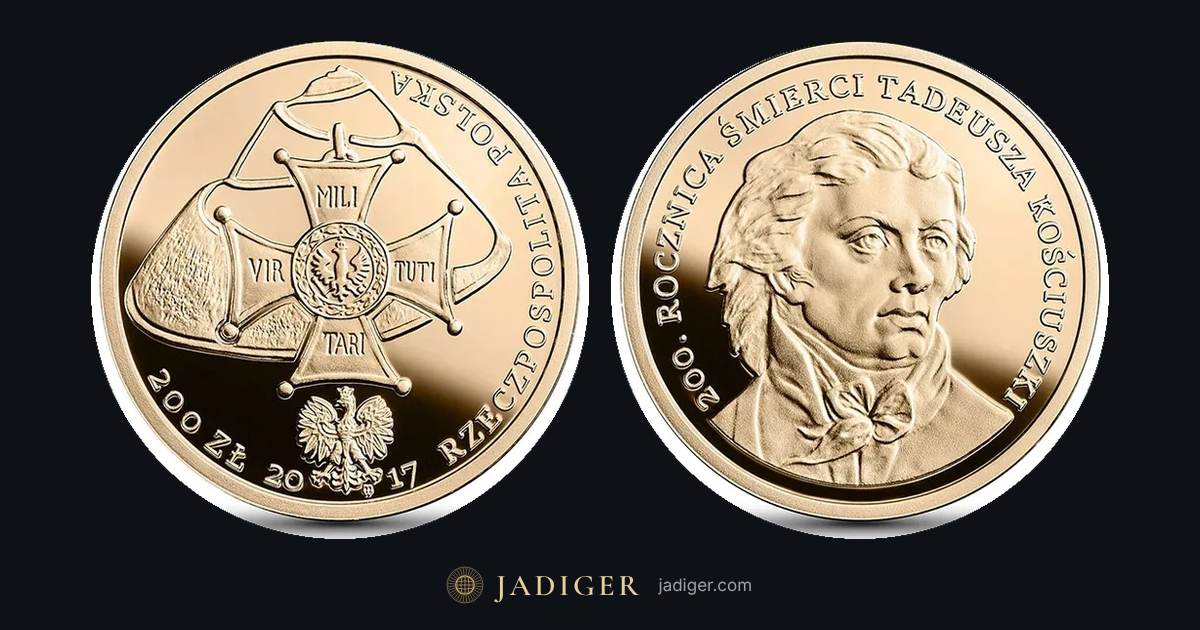 RZECZPOSPOLITA POLSKA
MILI
VIR TUTI
TARI
200 ZŁ 2017
200. ROCZNICA ŚMIERCI TADEUSZA KOŚCIUSZKI
JADIGER jadiger.com